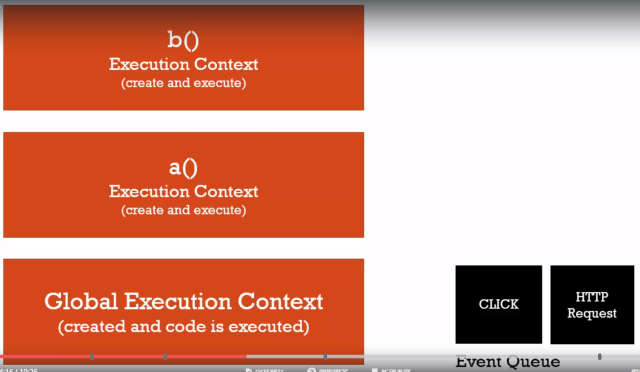 b()
Execution Context
(create and execute)
a()
Execution Context
(create and execute)
Global Execution Context
(created and code is executed)
CLICK
HTTP
Request
Event Queue